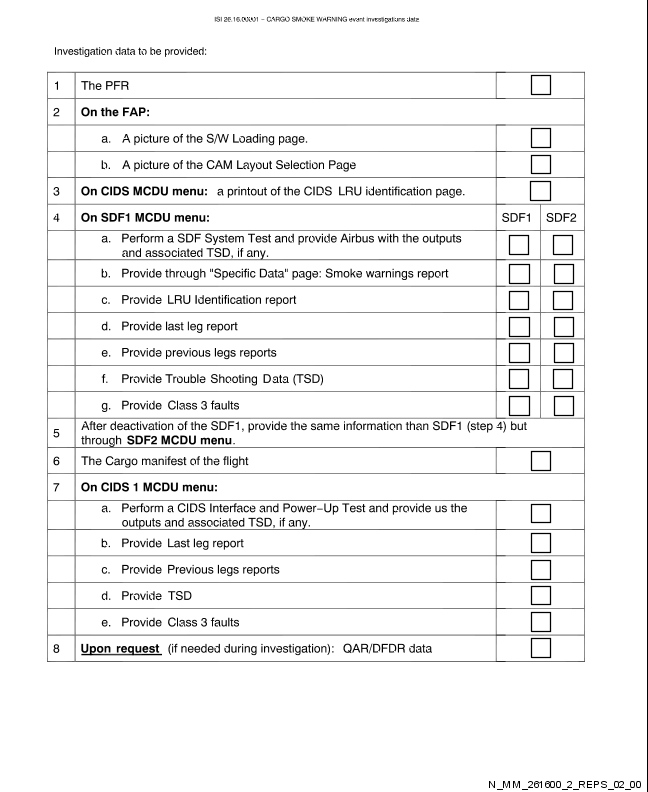 ISI 26.16.00001 – CARGO SMOKE WARNING event investigations data
Investigation data to be provided:
1 The PFR
2 On the FAP:
a. A picture of the S/W Loading page.
b. A picture of the CAM Layout Selection Page
3 On CIDS MCDU menu: a printout of the CIDS LRU identification page.
4 On SDF1 MCDU menu: SDF1 SDF2
a. Perform a SDF System Test and provide Airbus with the outputs
and associated TSD, if any.
b. Provide through "Specific Data" page: Smoke warnings report
c. Provide LRU Identification report
d. Provide last leg report
e. Provide previous legs reports
f. Provide Trouble Shooting Data (TSD)
g. Provide Class 3 faults
5 After deactivation of the SDF1, provide the same information than SDF1 (step 4) but
through SDF2 MCDU menu.
6 The Cargo manifest of the flight
7 On CIDS 1 MCDU menu:
a. Perform a CIDS Interface and Power–Up Test and provide us the
outputs and associated TSD, if any.
b. Provide Last leg report
c. Provide Previous legs reports
d. Provide TSD
e. Provide Class 3 faults
8 Upon request (if needed during investigation): QAR/DFDR data
N_MM_261600_2_REPS_02_00